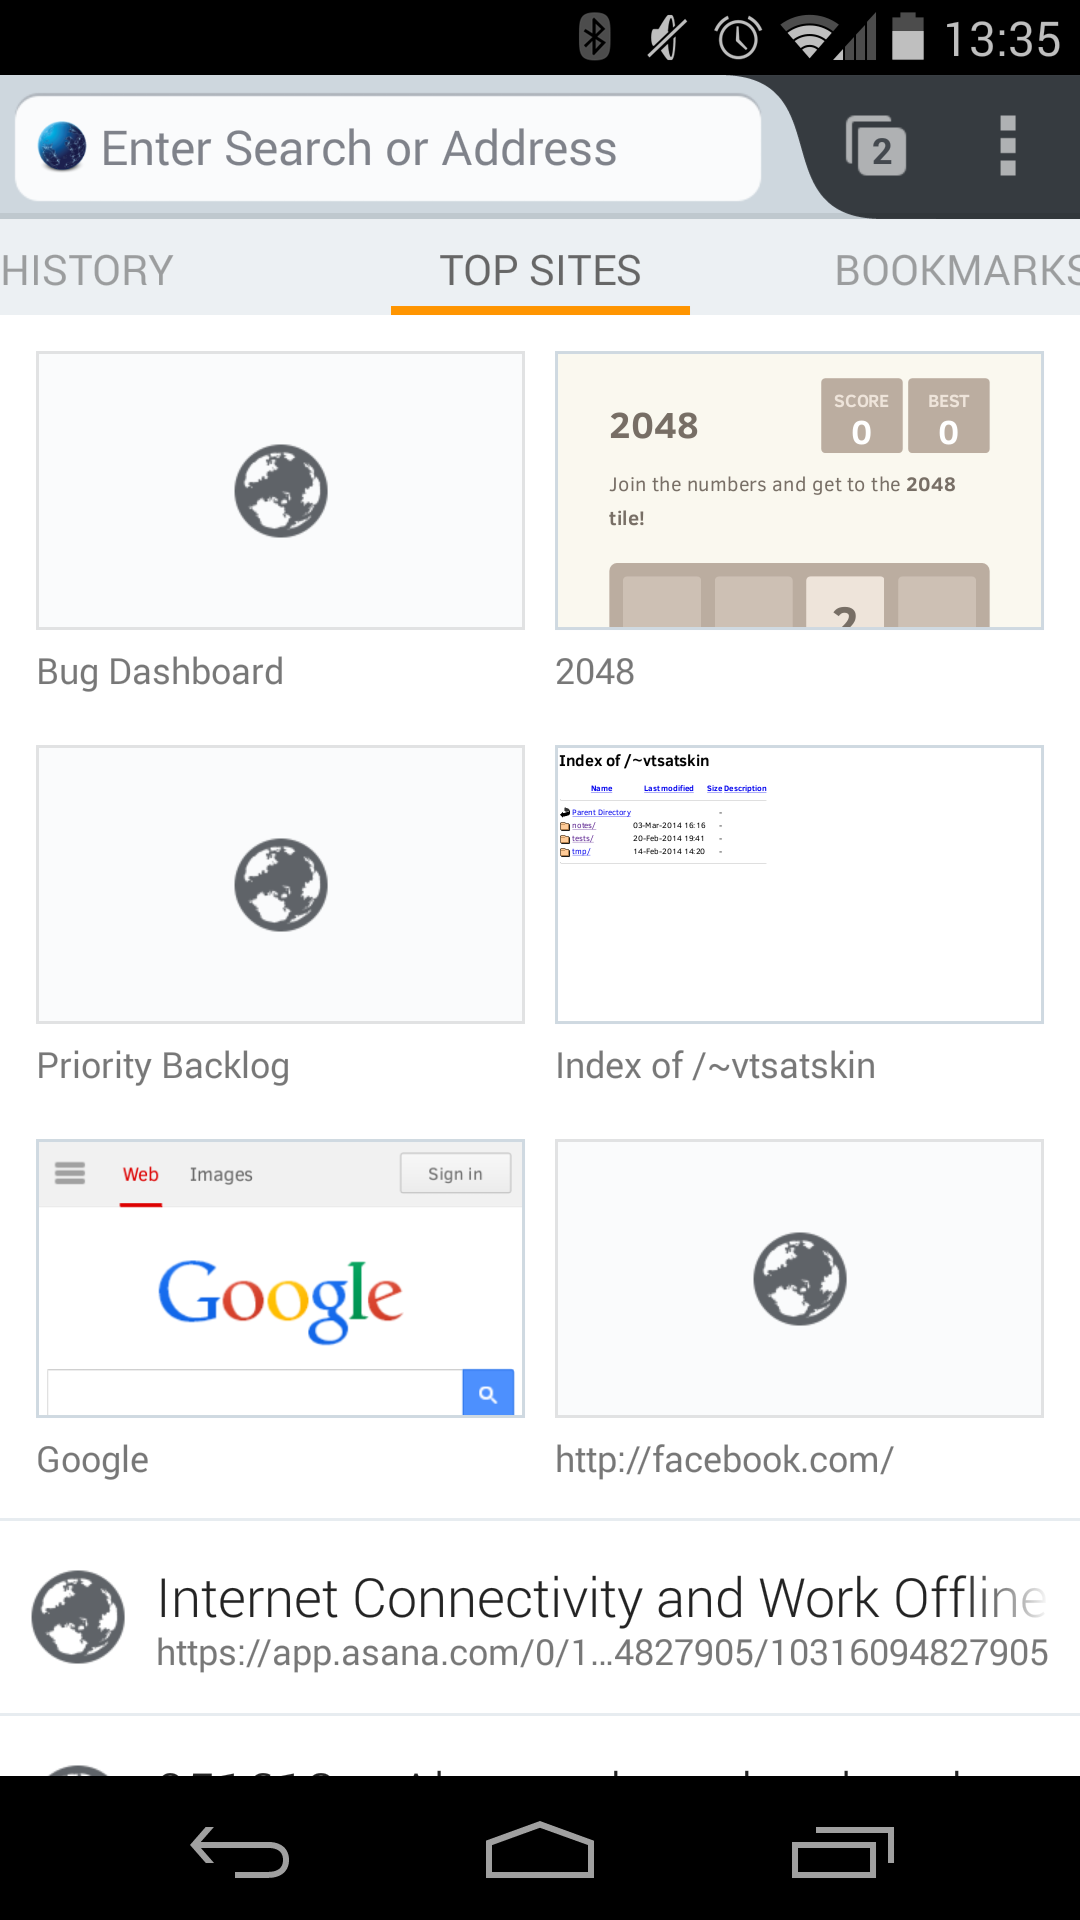 13:35
Enter Search or Address
2
HISTORY
TOP SITES
BOOKMARKS
2048
SCORE
0
BEST
0
Join the numbers and get to the 2048
tile!
2
Bug Dashboard
2048
Index of /~vtsatskin
Name Last modified Size Description
Parent Directory -
notes/ 03-Mar-2014 16:16 -
tests/ 20-Feb-2014 19:41 -
tmp/ 14-Feb-2014 14:20 -
Priority Backlog
Index of /~vtsatskin
Web Images Sign in
Google
Google
http://facebook.com/
Internet Connectivity and Work Offline
https://app.asana.com/0/1...4827905/10316094827905